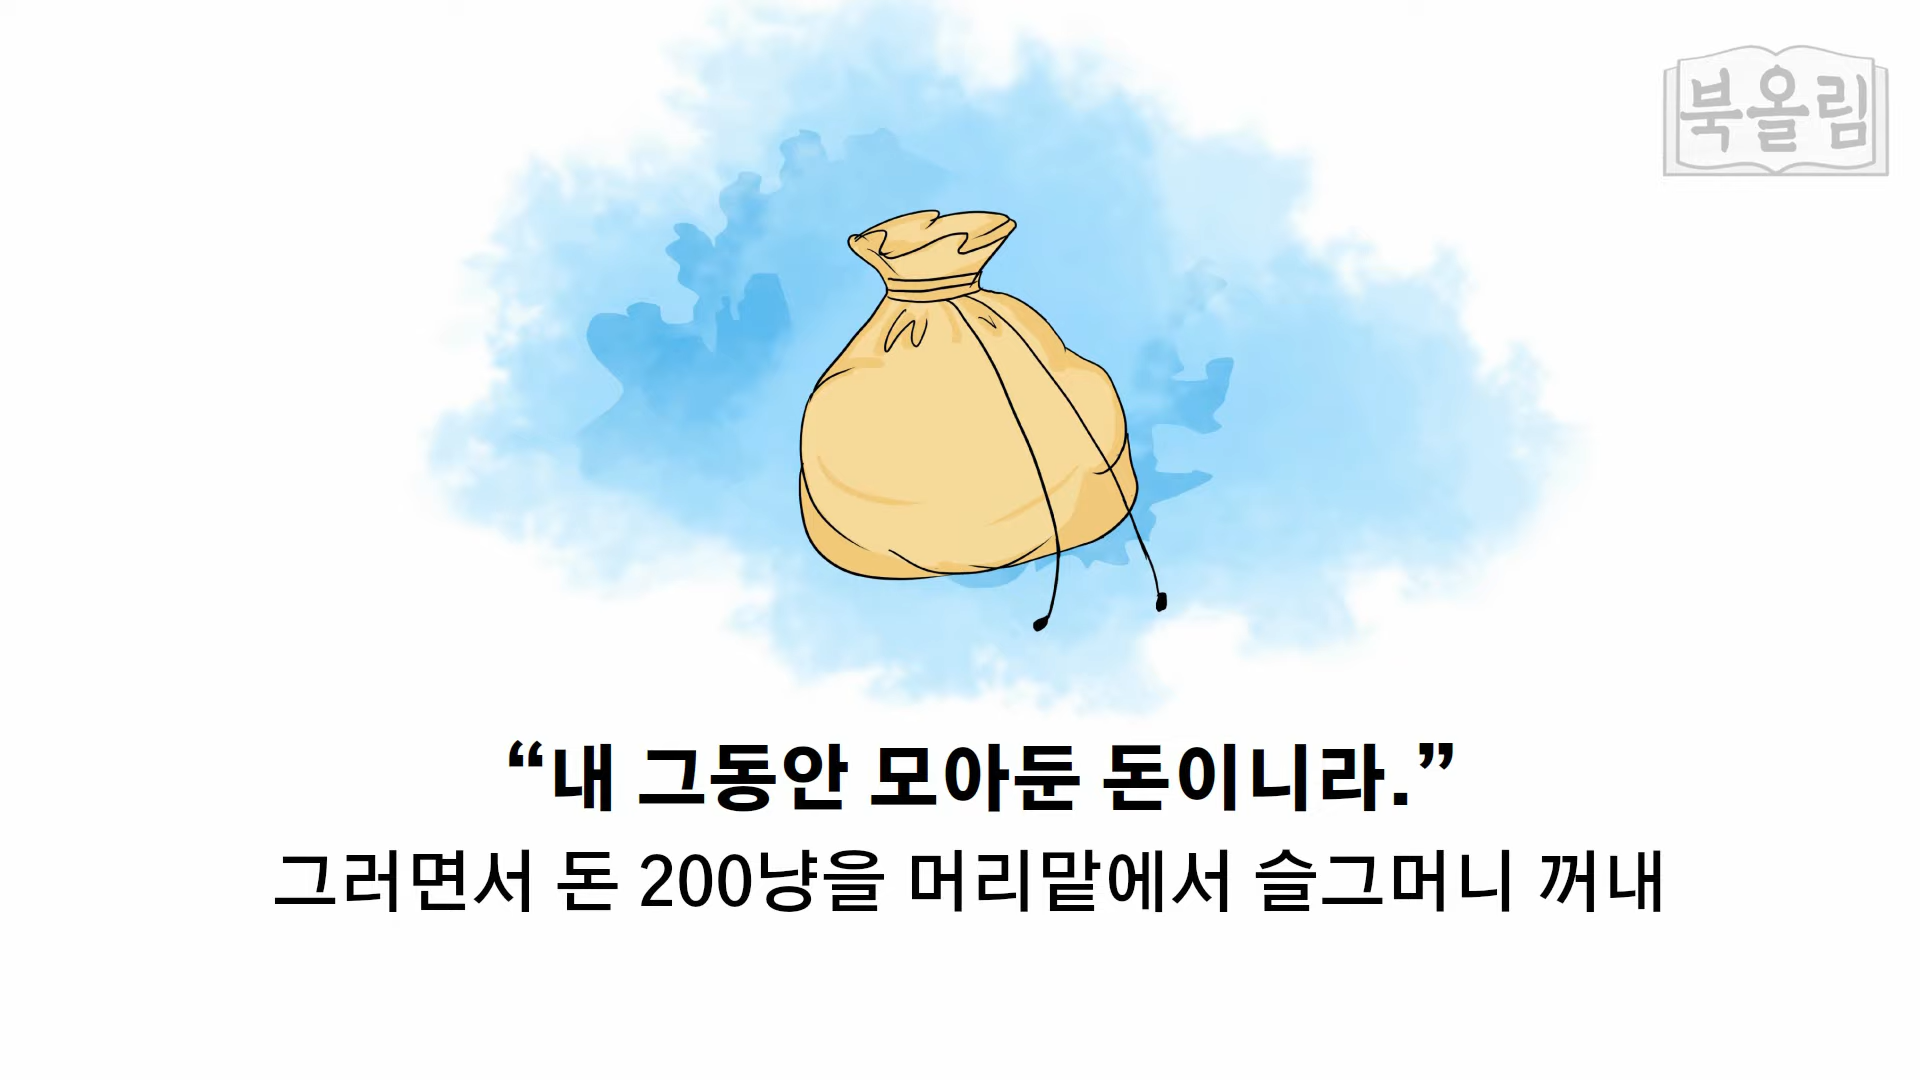 북올림
“내 그동안 모아둔 돈이니라.”
그러면서 돈 200냥을 머리맡에서 슬그머니 꺼내